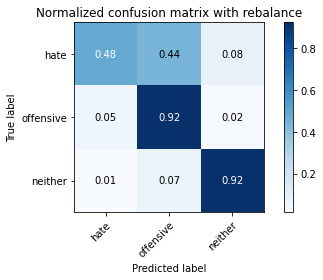 Normalized confusion matrix with rebalance
True label
hate
0.48 0.44 0.08
offensive
0.05 0.92 0.02
neither
0.01 0.07 0.92
hate
offensive
neither
Predicted label
0.8
0.6
0.4
0.2